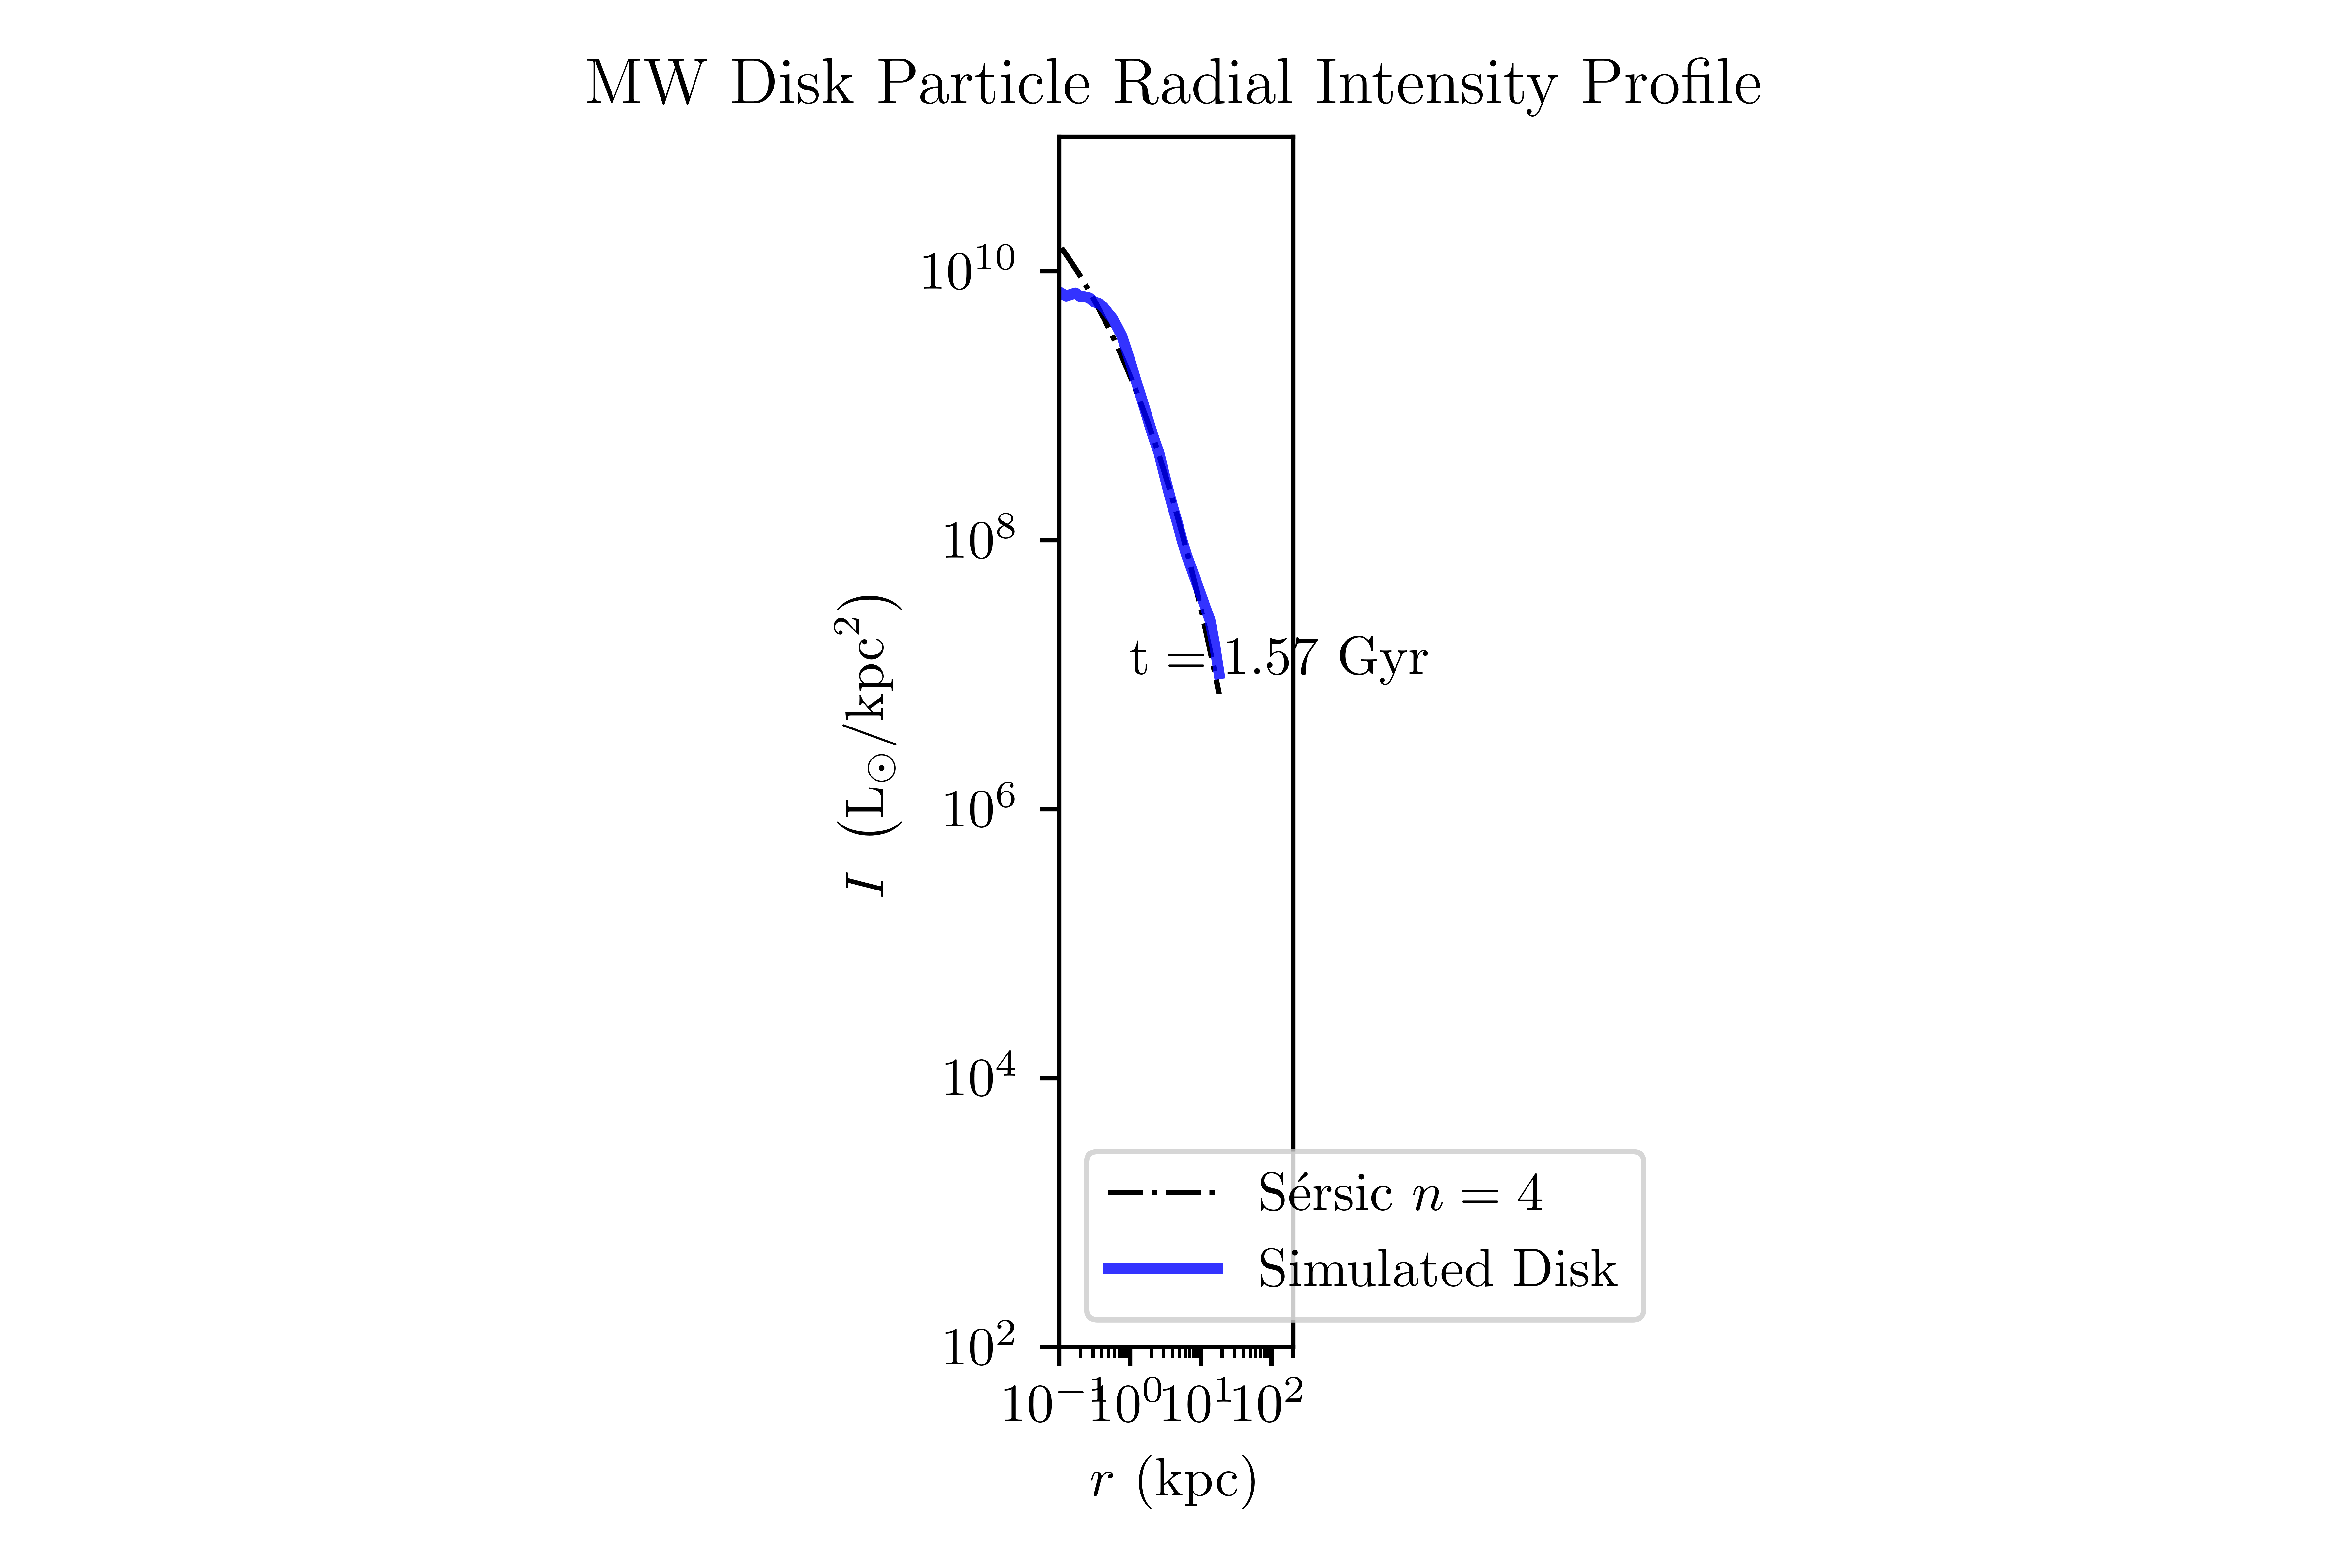 MW Disk Particle Radial Intensity Profile
10^10
10^8
10^6
10^4
10^2
I (L⊙/kpc²)
t = 1.57 Gyr
Sérsic n = 4
Simulated Disk
10^−1 10^0 10^1 10^2
r (kpc)